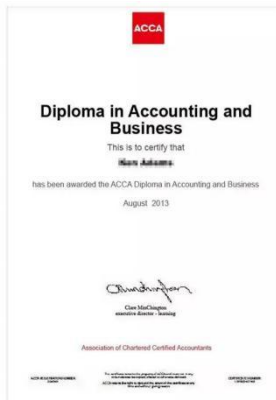 ACCA
Diploma in Accounting and
Business
This is to certify that
has been awarded the ACCA Diploma in Accounting and Business
August 2013
Clare Minchington
executive director - learning
Association of Chartered Certified Accountants